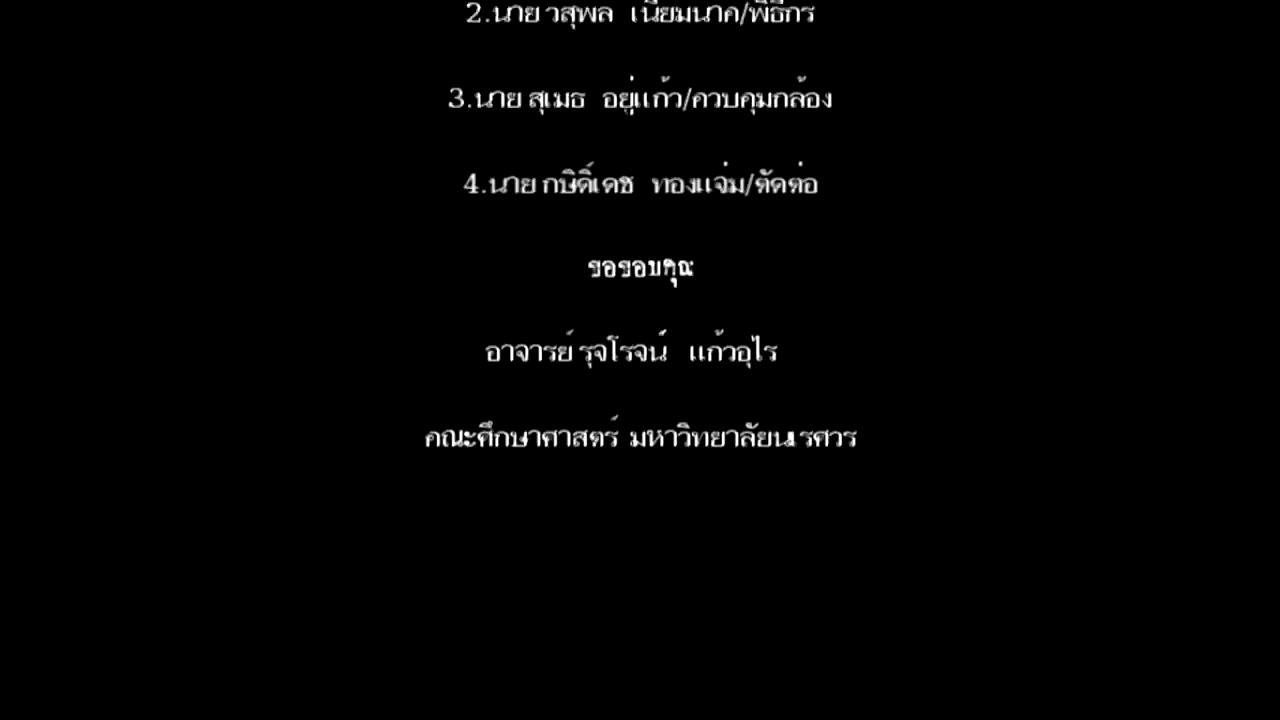 2.นาย วสุพล เนียมนาค/พิธีกร
3.นาย สุเมธ อยู่แก้ว/ควบคุมกล้อง
4.นาย กษิดิ์เดช ทองแจ่ม/ตัดต่อ
ขอขอบคุณ
อาจารย์ รุจโรจน์ แก้วอุไร
คณะศึกษาศาสตร์ มหาวิทยาลัยนเรศวร